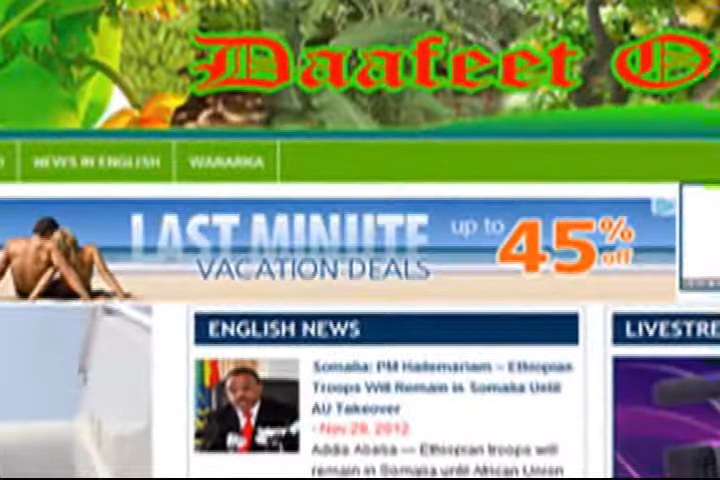 Daafeet O
NEWS IN ENGLISH
WARARKA
LAST MINUTE
VACATION DEALS
up to
45% off
ENGLISH NEWS
Somalia: PM Hailemariam – Ethiopian
Troops Will Remain in Somalia Until
AU Takeover
- Nov 29, 2012
Addis Ababa — Ethiopian troops will
remain in Somalia until African Union
LIVESTRE